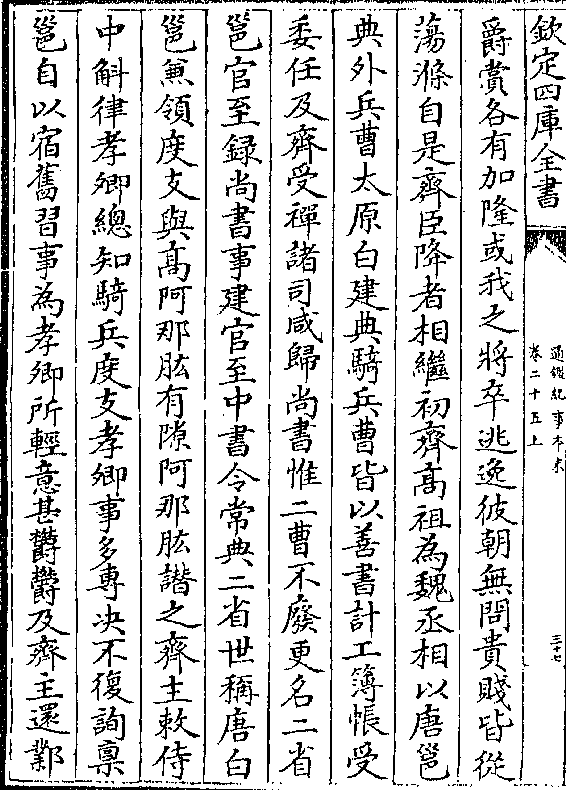 欽定四庫全書
通鑑紀事本末
卷二十五上
三十七
爵賞各有加隆或我之將卒逃逸彼朝無問貴賤皆從
蕩滌自是齊臣降者相繼初齊髙祖為魏丞相以唐邕
典外兵曹太原白建典騎兵曹皆以善書計工簿帳受
委任及齊受禪諸司咸歸尚書惟二曹不廢更名二省
邕官至録尚書事建官至中書令常典二省世稱唐白
邕兼領度支與髙阿那肱有隙阿那肱譖之齊主敕侍
中斛律孝卿總知騎兵度支孝卿事多專決不復詢禀
邕自以宿舊習事為孝卿所輕意甚鬱鬱及齊主還鄴